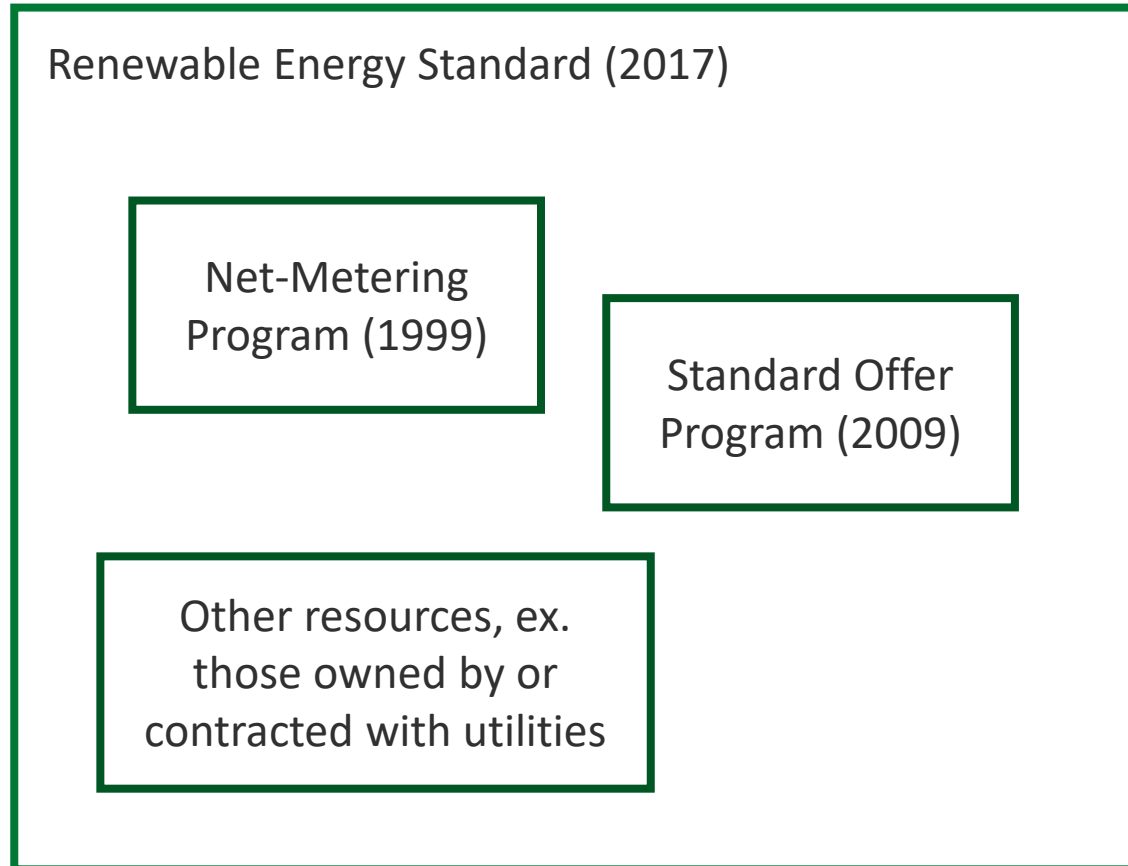 Renewable Energy Standard (2017)
Net-Metering
Program (1999)
Standard Offer
Program (2009)
Other resources, ex.
those owned by or
contracted with utilities